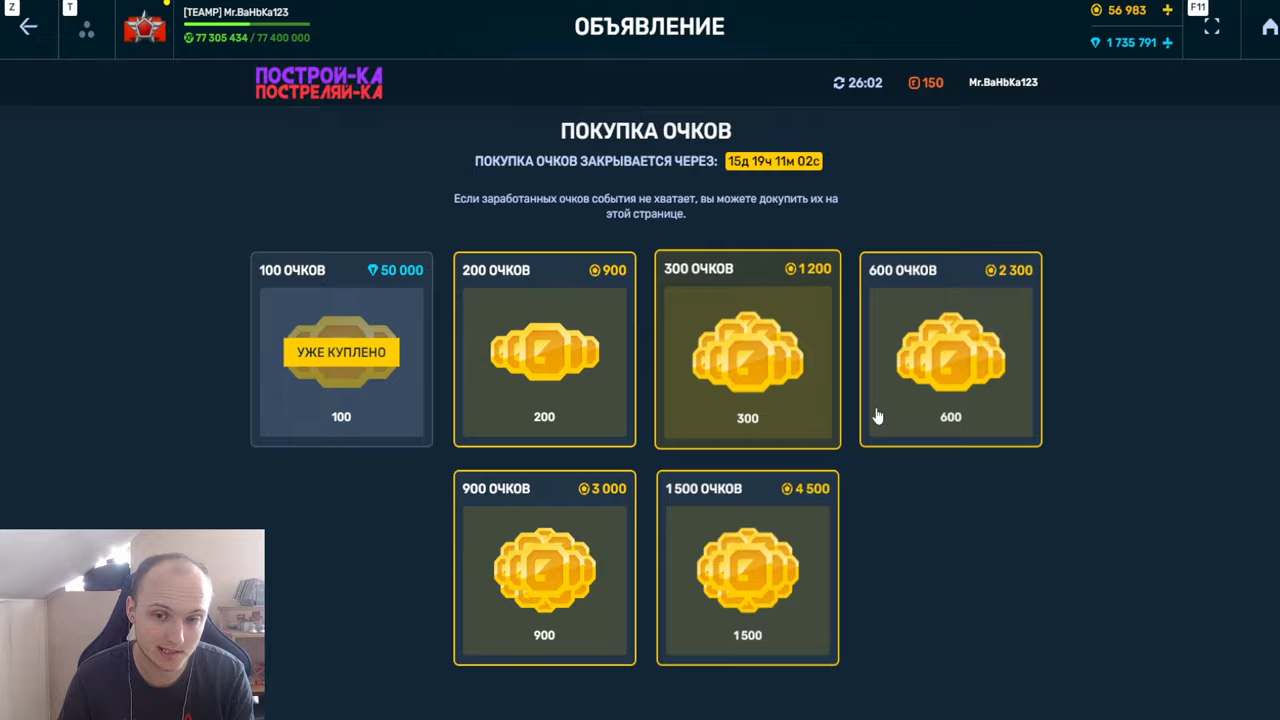 Z
T
[TEAMP] Mr.BaHbKa123
77 305 434 / 77 400 000
ОБЪЯВЛЕНИЕ
56 983 +
1 735 791 +
F11
ПОСТРОЙ-КА
ПОСТРЕЛЯЙ-КА
26:02
150
Mr.BaHbKa123
ПОКУПКА ОЧКОВ
ПОКУПКА ОЧКОВ ЗАКРЫВАЕТСЯ ЧЕРЕЗ: 15д 19ч 11м 02с
Если заработанных очков события не хватает, вы можете докупить их на
этой странице.
100 ОЧКОВ 50 000
УЖЕ КУПЛЕНО
100
200 ОЧКОВ 900
200
300 ОЧКОВ 1 200
300
600 ОЧКОВ 2 300
600
900 ОЧКОВ 3 000
900
1 500 ОЧКОВ 4 500
1 500